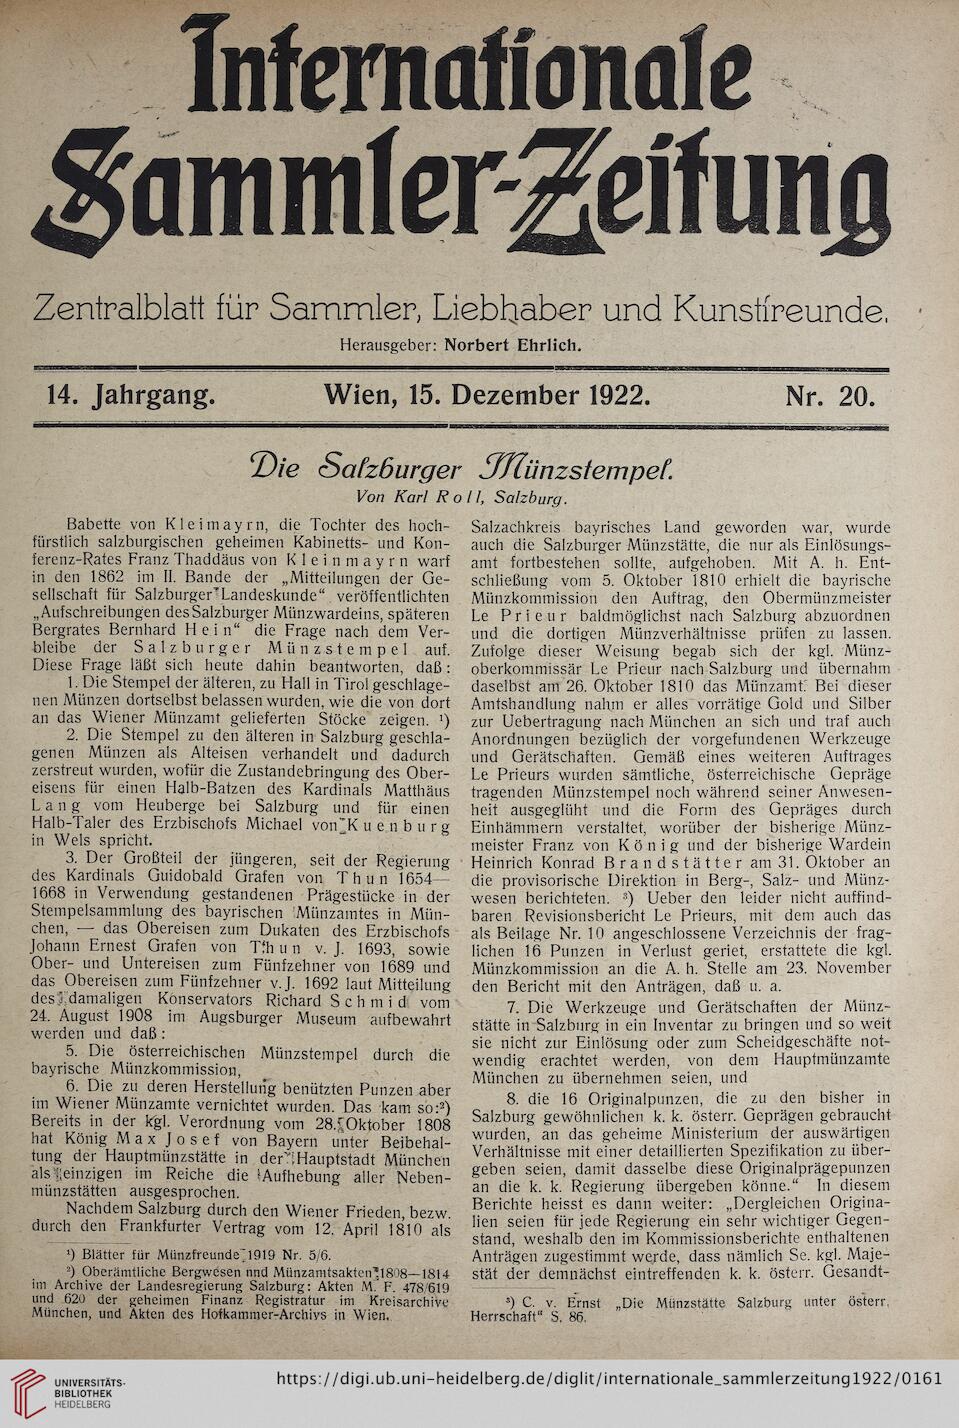 Internationale
Sammler-Zeitung
Zentralblatt für Sammler, Liebhaber und Kunstfreunde.
Herausgeber: Norbert Ehrlich.
14. Jahrgang. Wien, 15. Dezember 1922. Nr. 20.
Die Salzburger Münzstempel.
Von Karl Roll, Salzburg.
Babette von Kleimayrn, die Tochter des hoch-
fürstlich salzburgischen geheimen Kabinetts- und Kon-
ferenz-Rates Franz Thaddäus von Kleinmayrn warf
in den 1862 im II. Bande der „Mitteilungen der Ge-
sellschaft für Salzburger Landeskunde" veröffentlichten
„Aufschreibungen des Salzburger Münzwardeins, späteren
Bergrates Bernhard Hein" die Frage nach dem Ver-
bleibe der Salzburger Münzstempel auf.
Diese Frage läßt sich heute dahin beantworten, daß:
1. Die Stempel der älteren, zu Hall in Tirol geschlage-
nen Münzen dortselbst belassen wurden, wie die von dort
an das Wiener Münzamt gelieferten Stöcke zeigen. ¹)
2. Die Stempel zu den älteren in Salzburg geschla-
genen Münzen als Alteisen verhandelt und dadurch
zerstreut wurden, wofür die Zustandebringung des Ober-
eisens für einen Halb-Batzen des Kardinals Matthäus
Lang vom Heuberge bei Salzburg und für einen
Halb-Taler des Erzbischofs Michael von Kuenburg
in Wels spricht.
3. Der Großteil der jüngeren, seit der Regierung
des Kardinals Guidobald Grafen von Thun 1654—
1668 in Verwendung gestandenen Prägestücke in der
Stempelsammlung des bayrischen Münzamtes in Mün-
chen, — das Obereisen zum Dukaten des Erzbischofs
Johann Ernest Grafen von Thun v. J. 1693, sowie
Ober- und Untereisen zum Fünfzehner von 1689 und
das Obereisen zum Fünfzehner v. J. 1692 laut Mitteilung
des damaligen Konservators Richard Schmid vom
24. August 1908 im Augsburger Museum aufbewahrt
werden und daß:
5. Die österreichischen Münzstempel durch die
bayrische Münzkommission,
6. Die zu deren Herstellung benützten Punzen aber
im Wiener Münzamte vernichtet wurden. Das kam so:²)
Bereits in der kgl. Verordnung vom 28. Oktober 1808
hat König Max Josef von Bayern unter Beibehal-
tung der Hauptmünzstätte in der Hauptstadt München
als einzigen im Reiche die Aufhebung aller Neben-
münzstätten ausgesprochen.
Nachdem Salzburg durch den Wiener Frieden, bezw.
durch den Frankfurter Vertrag vom 12. April 1810 als
¹) Blätter für Münzfreunde 1919 Nr. 5/6.
²) Oberämtliche Bergwesen nnd Münzamtsakten 1808—1814
im Archive der Landesregierung Salzburg: Akten M. F. 478/619
und 620 der geheimen Finanz Registratur im Kreisarchive
München, und Akten des Hofkammer-Archivs in Wien.
Salzachkreis bayrisches Land geworden war, wurde
auch die Salzburger Münzstätte, die nur als Einlösungs-
amt fortbestehen sollte, aufgehoben. Mit A. h. Ent-
schließung vom 5. Oktober 1810 erhielt die bayrische
Münzkommission den Auftrag, den Obermünzmeister
Le Prieur baldmöglichst nach Salzburg abzuordnen
und die dortigen Münzverhältnisse prüfen zu lassen.
Zufolge dieser Weisung begab sich der kgl. Münz-
oberkommissär Le Prieur nach Salzburg und übernahm
daselbst am 26. Oktober 1810 das Münzamt. Bei dieser
Amtshandlung nahm er alles vorrätige Gold und Silber
zur Uebertragung nach München an sich und traf auch
Anordnungen bezüglich der vorgefundenen Werkzeuge
und Gerätschaften. Gemäß eines weiteren Auftrages
Le Prieurs wurden sämtliche, österreichische Gepräge
tragenden Münzstempel noch während seiner Anwesen-
heit ausgeglüht und die Form des Gepräges durch
Einhämmern verstaltet, worüber der bisherige Münz-
meister Franz von König und der bisherige Wardein
Heinrich Konrad Brandstätter am 31. Oktober an
die provisorische Direktion in Berg-, Salz- und Münz-
wesen berichteten. ³) Ueber den leider nicht auffind-
baren Revisionsbericht Le Prieurs, mit dem auch das
als Beilage Nr. 10 angeschlossene Verzeichnis der frag-
lichen 16 Punzen in Verlust geriet, erstattete die kgl.
Münzkommission an die A. h. Stelle am 23. November
den Bericht mit den Anträgen, daß u. a.
7. Die Werkzeuge und Gerätschaften der Münz-
stätte in Salzburg in ein Inventar zu bringen und so weit
sie nicht zur Einlösung oder zum Scheidgeschäfte not-
wendig erachtet werden, von dem Hauptmünzamte
München zu übernehmen seien, und
8. die 16 Originalpunzen, die zu den bisher in
Salzburg gewöhnlichen k. k. österr. Geprägen gebraucht
wurden, an das geheime Ministerium der auswärtigen
Verhältnisse mit einer detaillierten Spezifikation zu über-
geben seien, damit dasselbe diese Originalprägepunzen
an die k. k. Regierung übergeben könne." In diesem
Berichte heisst es dann weiter: „Dergleichen Origina-
lien seien für jede Regierung ein sehr wichtiger Gegen-
stand, weshalb den im Kommissionsberichte enthaltenen
Anträgen zugestimmt werde, dass nämlich Se. kgl. Maje-
stät der demnächst eintreffenden k. k. österr. Gesandt-
³) C. v. Ernst „Die Münzstätte Salzburg unter österr.
Herrschaft" S. 86.
UNIVERSITÄTS-
BIBLIOTHEK
HEIDELBERG
https://digi.ub.uni-heidelberg.de/diglit/internationale_sammlerzeitung1922/0161